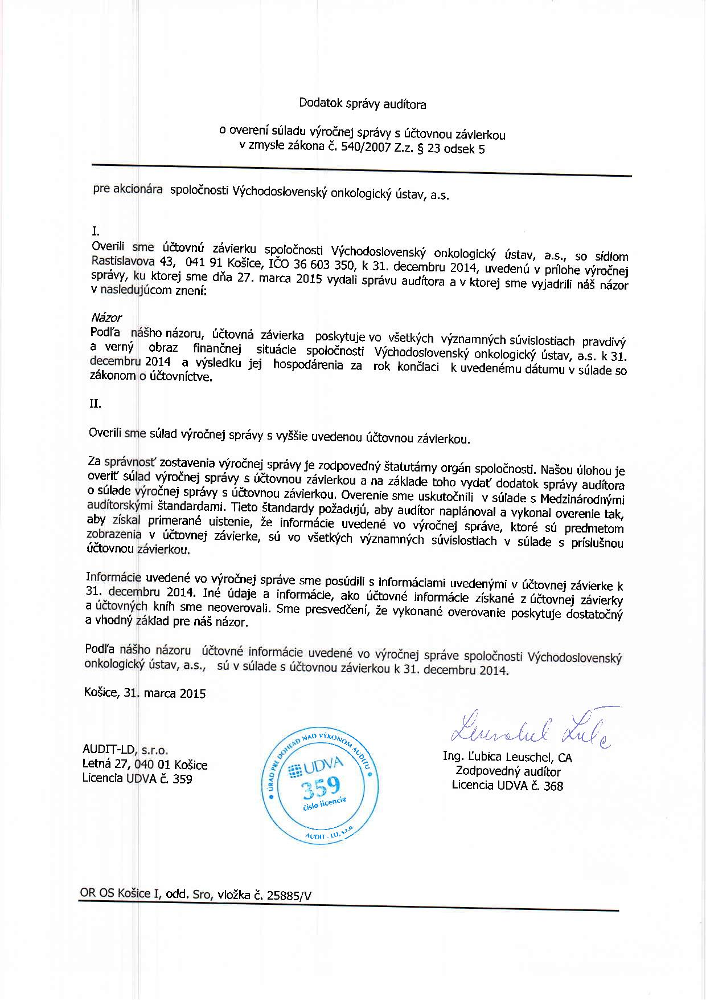 Dodatok správy audítora
o overení súladu výročnej správy s účtovnou závierkou
v zmysle zákona č. 540/2007 Z.z. § 23 odsek 5
pre akcionára spoločnosti Východoslovenský onkologický ústav, a.s.
I.
Overili sme účtovnú závierku spoločnosti Východoslovenský onkologický ústav, a.s., so sídlom
Rastislavova 43, 041 91 Košice, IČO 36 603 350, k 31. decembru 2014, uvedenú v prílohe výročnej
správy, ku ktorej sme dňa 27. marca 2015 vydali správu audítora a v ktorej sme vyjadrili náš názor
v nasledujúcom znení:
Názor
Podľa nášho názoru, účtovná závierka poskytuje vo všetkých významných súvislostiach pravdivý
a verný obraz finančnej situácie spoločnosti Východoslovenský onkologický ústav, a.s. k 31.
decembru 2014 a výsledku jej hospodárenia za rok končiaci k uvedenému dátumu v súlade so
zákonom o účtovníctve.
II.
Overili sme súlad výročnej správy s vyššie uvedenou účtovnou závierkou.
Za správnosť zostavenia výročnej správy je zodpovedný štatutárny orgán spoločnosti. Našou úlohou je
overiť súlad výročnej správy s účtovnou závierkou a na základe toho vydať dodatok správy audítora
o súlade výročnej správy s účtovnou závierkou. Overenie sme uskutočnili v súlade s Medzinárodnými
audítorskými štandardami. Tieto štandardy požadujú, aby audítor naplánoval a vykonal overenie tak,
aby získal primerané uistenie, že informácie uvedené vo výročnej správe, ktoré sú predmetom
zobrazenia v účtovnej závierke, sú vo všetkých významných súvislostiach v súlade s príslušnou
účtovnou závierkou.
Informácie uvedené vo výročnej správe sme posúdili s informáciami uvedenými v účtovnej závierke k
31. decembru 2014. Iné údaje a informácie, ako účtovné informácie získané z účtovnej závierky
a účtovných kníh sme neoverovali. Sme presvedčení, že vykonané overovanie poskytuje dostatočný
a vhodný základ pre náš názor.
Podľa nášho názoru účtovné informácie uvedené vo výročnej správe spoločnosti Východoslovenský
onkologický ústav, a.s., sú v súlade s účtovnou závierkou k 31. decembru 2014.
Košice, 31. marca 2015
AUDIT-LD, s.r.o.
Letná 27, 040 01 Košice
Licencia UDVA č. 359
ÚRAD PRE DOHĽAD NAD VÝKONOM AUDITU
UDVA
359
číslo licencie
AUDIT - LD, s.r.o.
Ing. Ľubica Leuschel, CA
Zodpovedný audítor
Licencia UDVA č. 368
OR OS Košice I, odd. Sro, vložka č. 25885/V